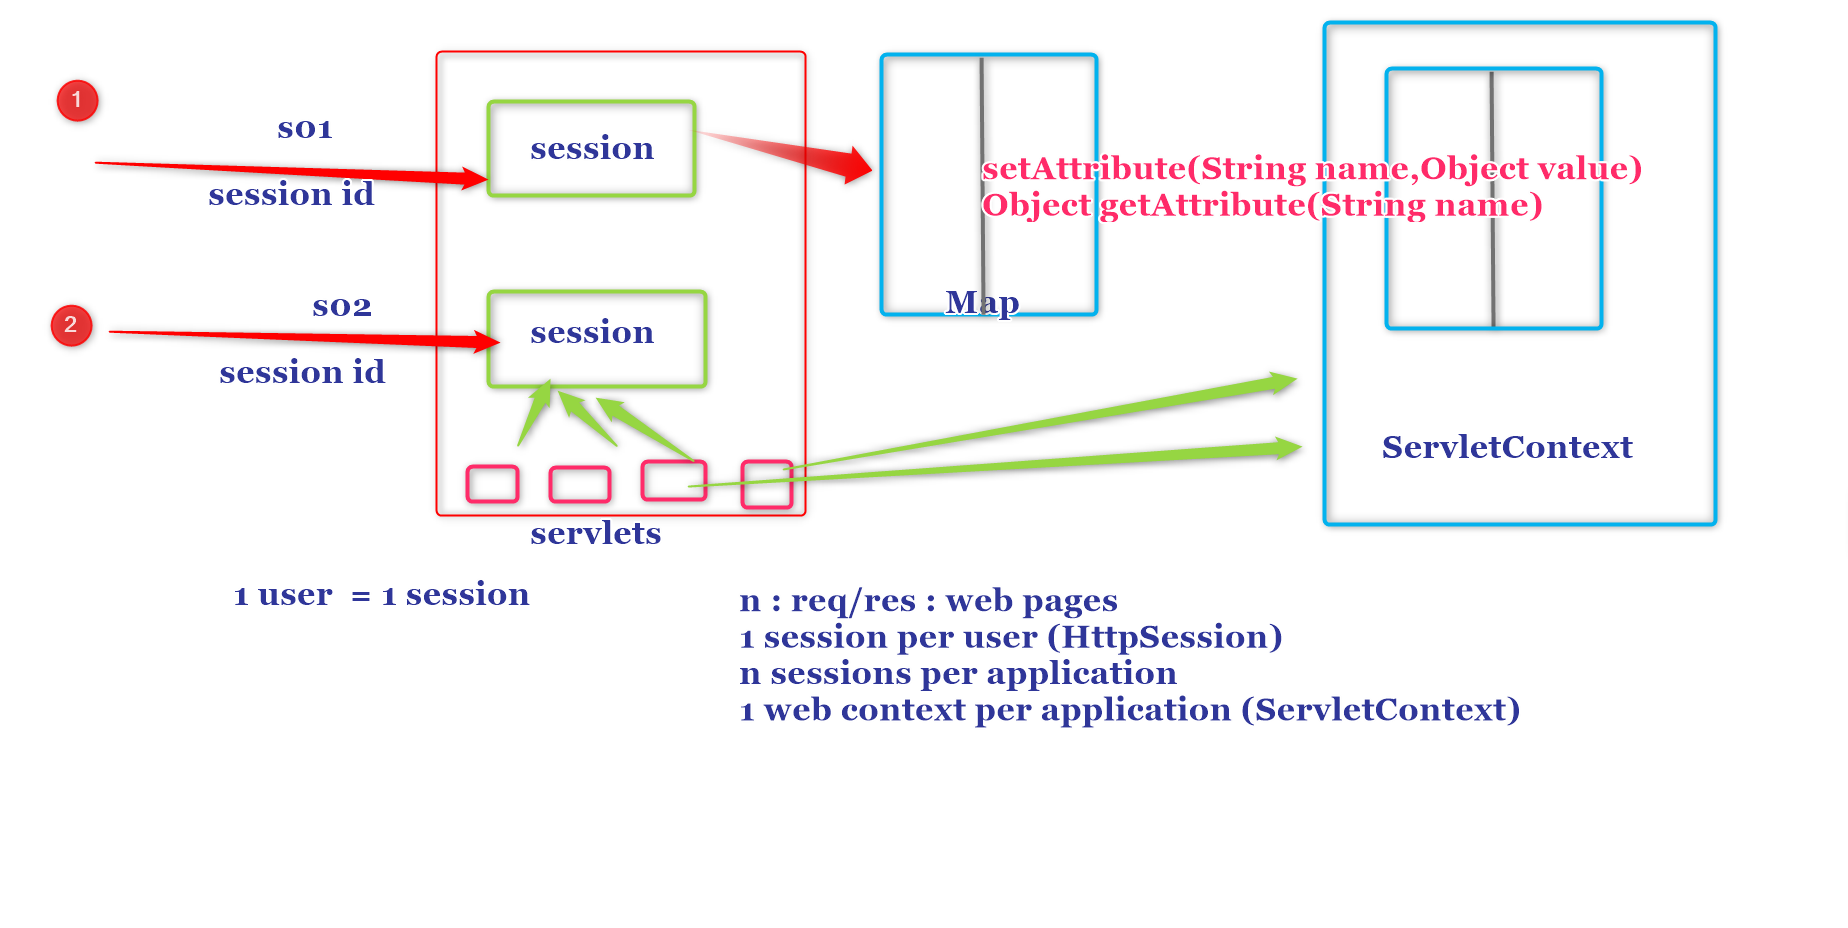 1
so1
session id
session
2
so2
session id
session
servlets
Map
setAttribute(String name,Object value)
Object getAttribute(String name)
ServletContext
1 user  = 1 session
n : req/res : web pages
1 session per user (HttpSession)
n sessions per application
1 web context per application (ServletContext)